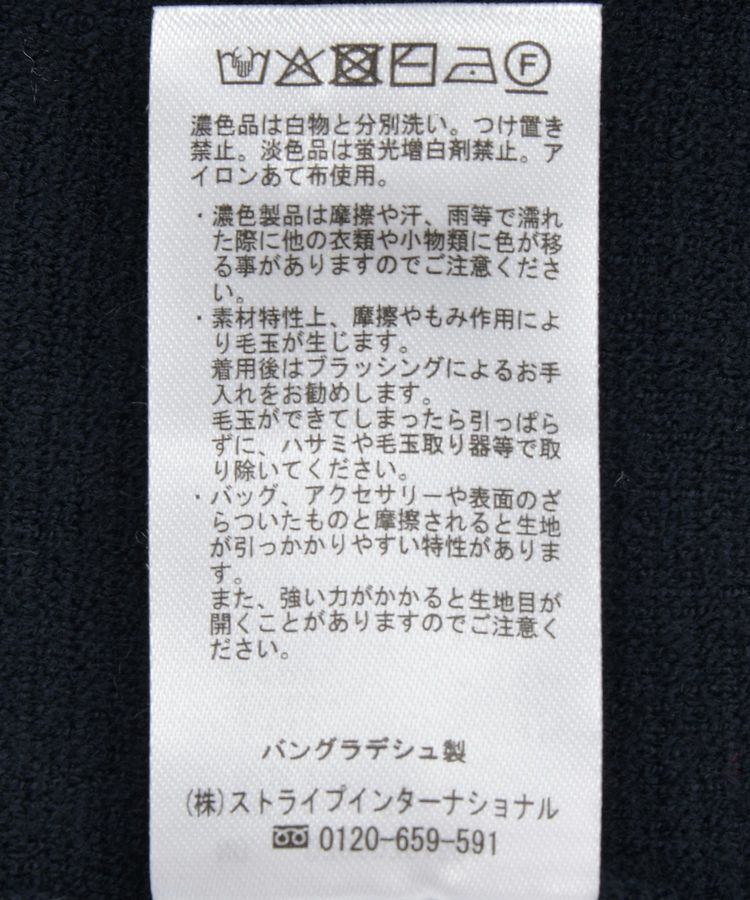 F
濃色品は白物と分別洗い。つけ置き
禁止。淡色品は蛍光増白剤禁止。ア
イロンあて布使用。
・濃色製品は摩擦や汗、雨等で濡れ
た際に他の衣類や小物類に色が移
る事がありますのでご注意くださ
い。
・素材特性上、摩擦やもみ作用によ
り毛玉が生じます。
着用後はブラッシングによるお手
入れをお勧めします。
毛玉ができてしまったら引っぱら
ずに、ハサミや毛玉取り器等で取
り除いてください。
・バッグ、アクセサリーや表面のざ
らついたものと摩擦されると生地
が引っかかりやすい特性がありま
す。
また、強い力がかかると生地目が
開くことがありますのでご注意く
ださい。
バングラデシュ製
(株)ストライプインターナショナル
0120-659-591